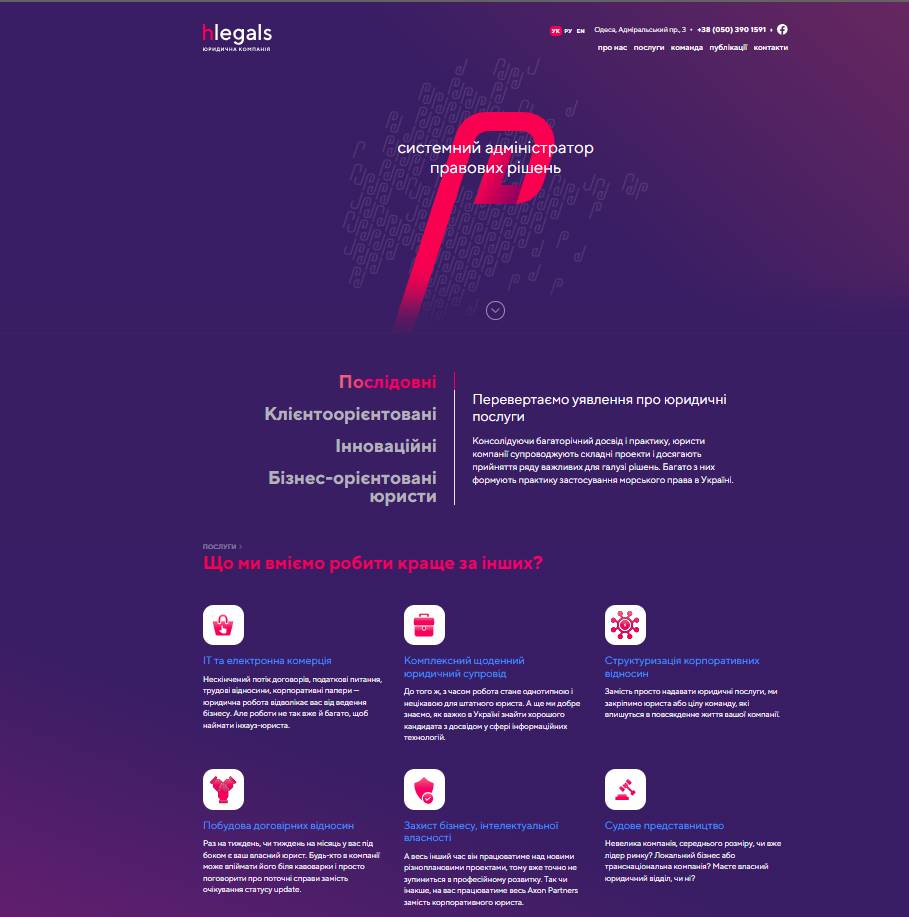 hlegals
ЮРИДИЧНА КОМПАНІЯ
УК РУ EN Одеса, Адміральський пр., 3 • +38 (050) 390 1591 •
про нас послуги команда публікації контакти
системний адміністратор
правових рішень
Послідовні
Клієнтоорієнтовані
Інноваційні
Бізнес-орієнтовані
юристи
Перевертаємо уявлення про юридичні
послуги
Консолідуючи багаторічний досвід і практику, юристи
компанії супроводжують складні проекти і досягають
прийняття ряду важливих для галузі рішень. Багато з них
формують практику застосування морського права в Україні.
ПОСЛУГИ ›
Що ми вміємо робити краще за інших?
ІТ та електронна комерція
Нескінчений потік договорів, податкові питання,
трудові відносини, корпоративні папери —
юридична робота відволікає вас від ведення
бізнесу. Але роботи не так вже й багато, щоб
наймати інхауз-юриста.
Комплексний щоденний
юридичний супровід
До того ж, з часом робота стане однотипною і
нецікавою для штатного юриста. А ще ми добре
знаємо, як важко в Україні знайти хорошого
кандидата з досвідом у сфері інформаційних
технологій.
Структуризація корпоративних
відносин
Замість просто надавати юридичні послуги, ми
закріпимо юриста або цілу команду, які
впишуться в повсякденне життя вашої компанії.
Побудова договірних відносин
Раз на тиждень, чи тиждень на місяць у вас під
боком є ваш власний юрист. Будь-хто в компанії
може впіймати його біля кавоварки і просто
поговорити про поточні справи замість
очікування статусу update.
Захист бізнесу, інтелектуальної
власності
А весь інший час він працюватиме над новими
різноплановими проектами, тому вже точно не
зупиниться в професійному розвитку. Так чи
інакше, на вас працюватиме весь Axon Partners
замість корпоративного юриста.
Судове представництво
Невелика компанія, середнього розміру, чи вже
лідер ринку? Локальний бізнес або
транснаціональна компанія? Маєте власний
юридичний відділ, чи ні?